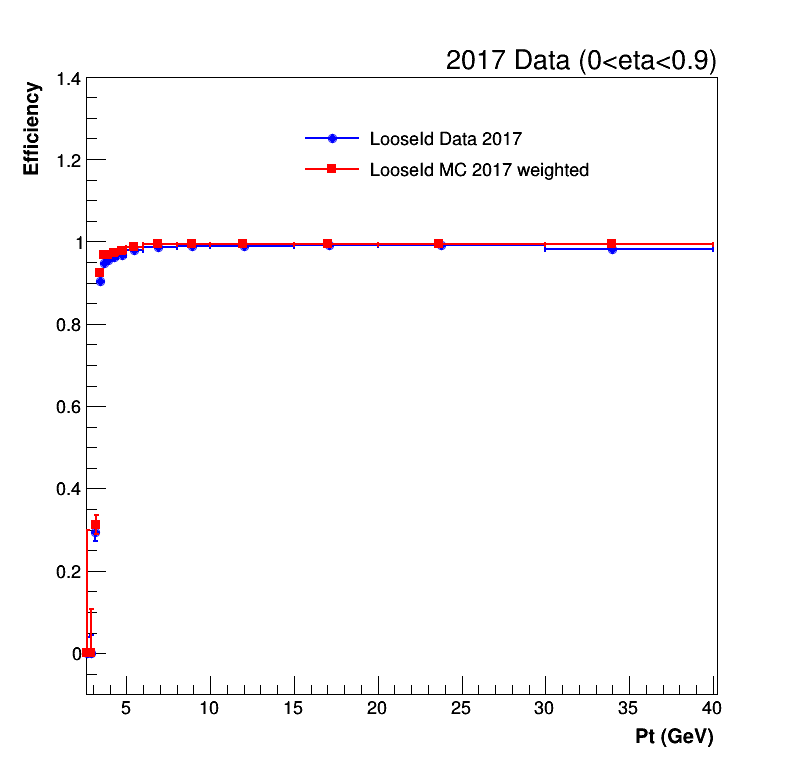 2017 Data (0<eta<0.9)
Efficiency
LooseId Data 2017
LooseId MC 2017 weighted
1.4
1.2
1
0.8
0.6
0.4
0.2
0
5 10 15 20 25 30 35 40
Pt (GeV)